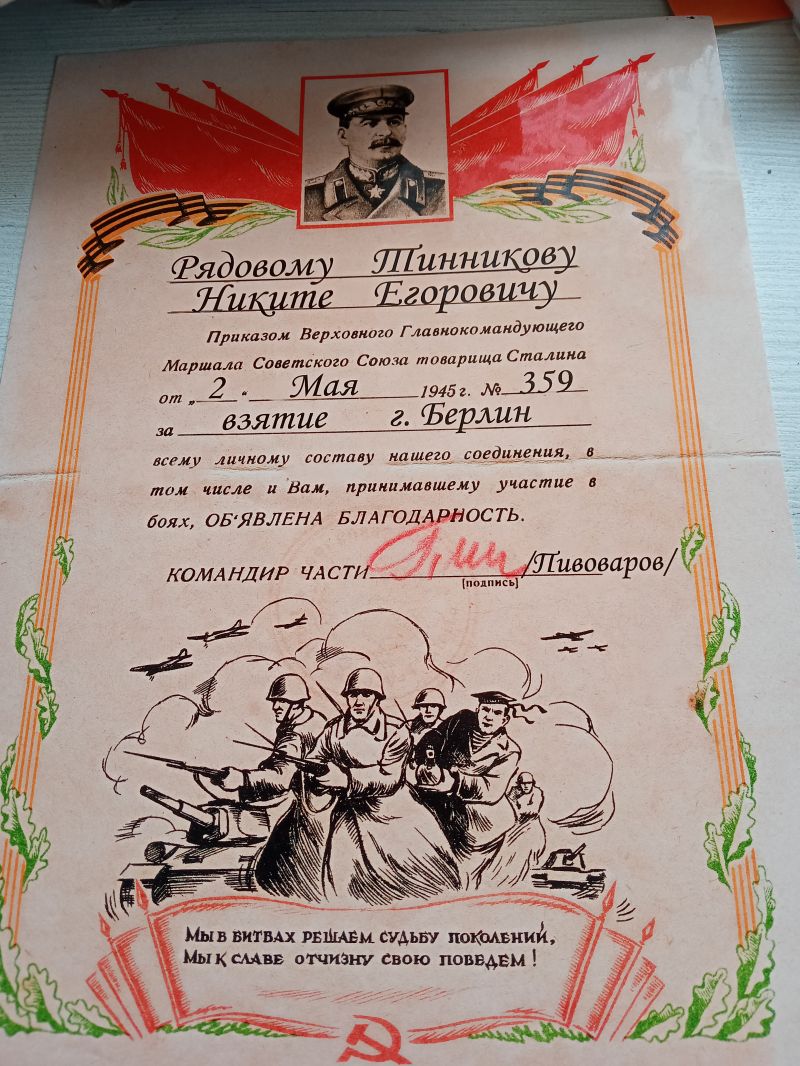 Рядовому Тинникову
Никите Егоровичу
Приказом Верховного Главнокомандующего
Маршала Советского Союза товарища Сталина
от „ 2 “ Мая 1945 г. № 359
за взятие г. Берлин
всему личному составу нашего соединения, в
том числе и Вам, принимавшему участие в
боях, ОБ'ЯВЛЕНА БЛАГОДАРНОСТЬ.
КОМАНДИР ЧАСТИ /Пивоваров/
[подпись]
МЫ В БИТВАХ РЕШАЕМ СУДЬБУ ПОКОЛЕНИЙ,
МЫ К СЛАВЕ ОТЧИЗНУ СВОЮ ПОВЕДЕМ!